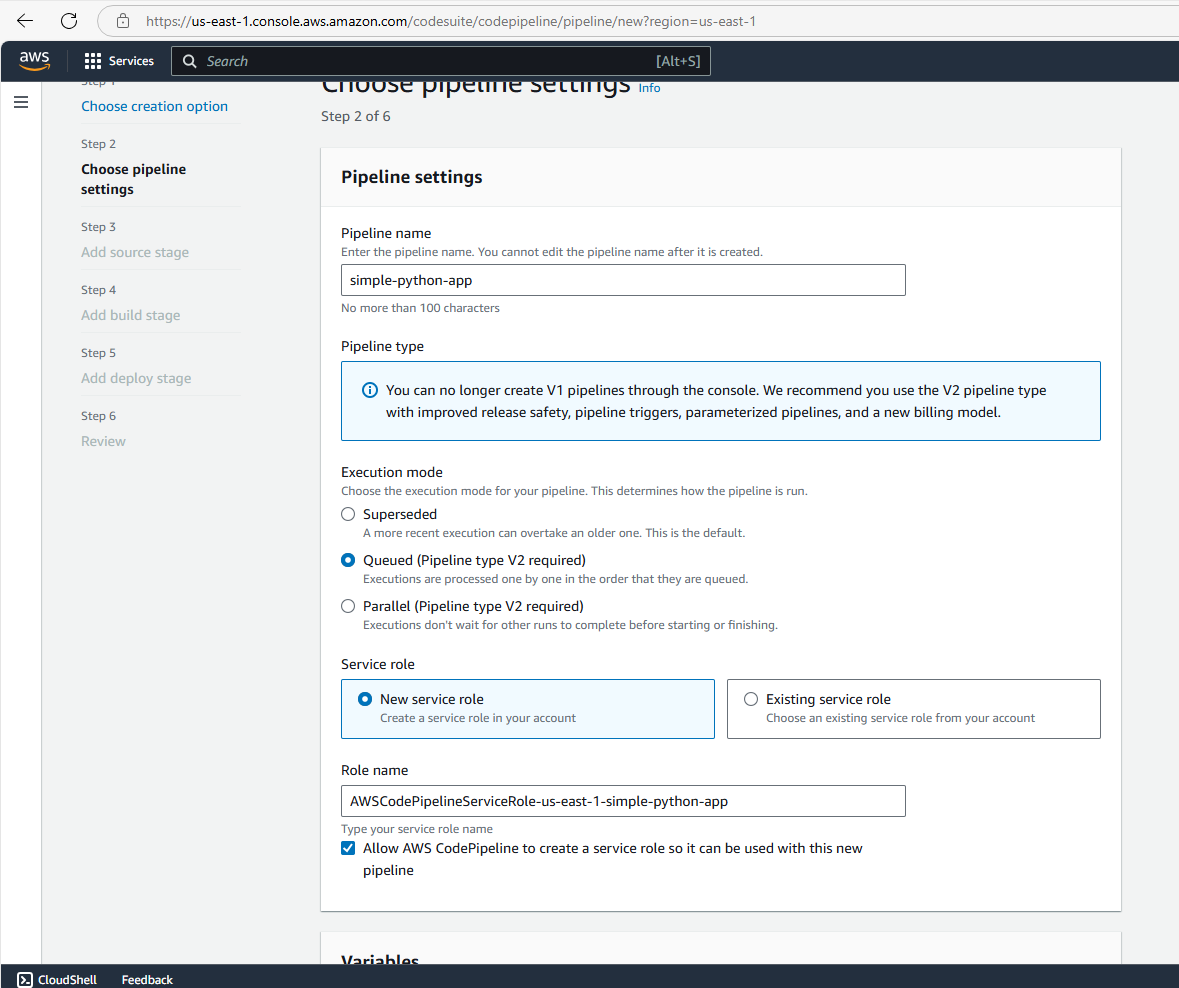 https://us-east-1.console.aws.amazon.com/codesuite/codepipeline/pipeline/new?region=us-east-1
aws
Services
Search
[Alt+S]
Step 1
Choose creation option
Step 2
Choose pipeline
settings
Step 3
Add source stage
Step 4
Add build stage
Step 5
Add deploy stage
Step 6
Review
Choose pipeline settings Info
Step 2 of 6
Pipeline settings
Pipeline name
Enter the pipeline name. You cannot edit the pipeline name after it is created.
simple-python-app
No more than 100 characters
Pipeline type
You can no longer create V1 pipelines through the console. We recommend you use the V2 pipeline type
with improved release safety, pipeline triggers, parameterized pipelines, and a new billing model.
Execution mode
Choose the execution mode for your pipeline. This determines how the pipeline is run.
Superseded
A more recent execution can overtake an older one. This is the default.
Queued (Pipeline type V2 required)
Executions are processed one by one in the order that they are queued.
Parallel (Pipeline type V2 required)
Executions don't wait for other runs to complete before starting or finishing.
Service role
New service role
Create a service role in your account
Existing service role
Choose an existing service role from your account
Role name
AWSCodePipelineServiceRole-us-east-1-simple-python-app
Type your service role name
Allow AWS CodePipeline to create a service role so it can be used with this new
pipeline
Variables
CloudShell
Feedback